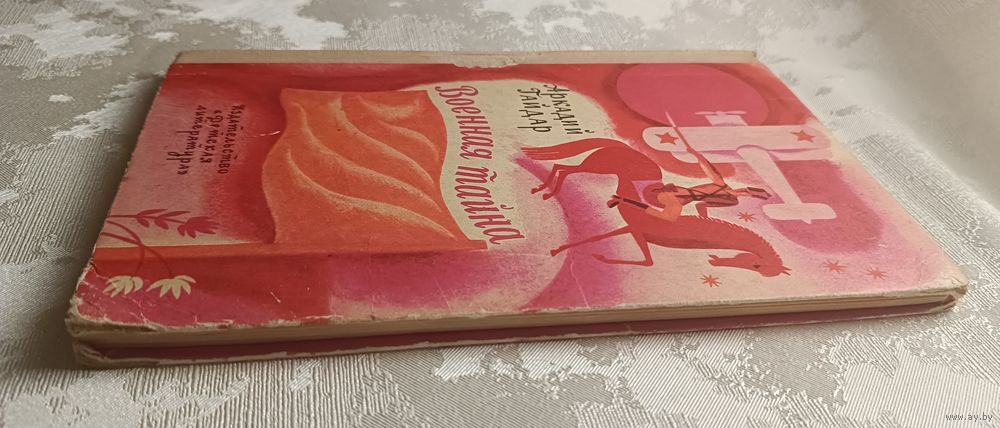 Аркадий
Гайдар
Военная тайна
Издательство
«Детская
литература»
www.ay.by